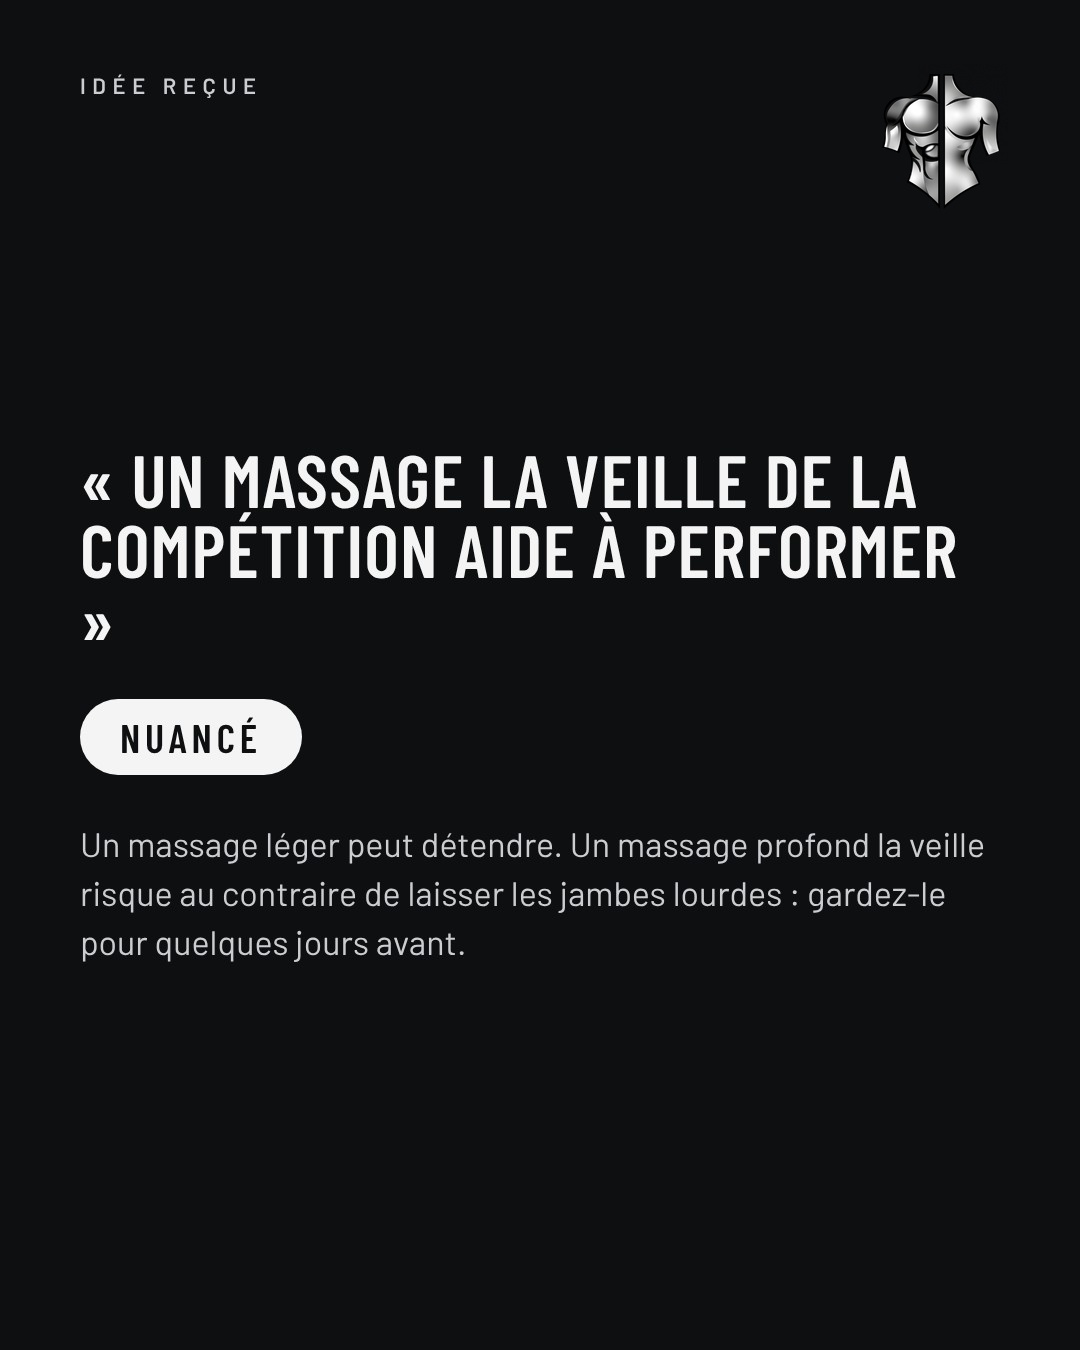 IDÉE REÇUE
« UN MASSAGE LA VEILLE DE LA
COMPÉTITION AIDE À PERFORMER
»
NUANCÉ
Un massage léger peut détendre. Un massage profond la veille
risque au contraire de laisser les jambes lourdes : gardez-le
pour quelques jours avant.